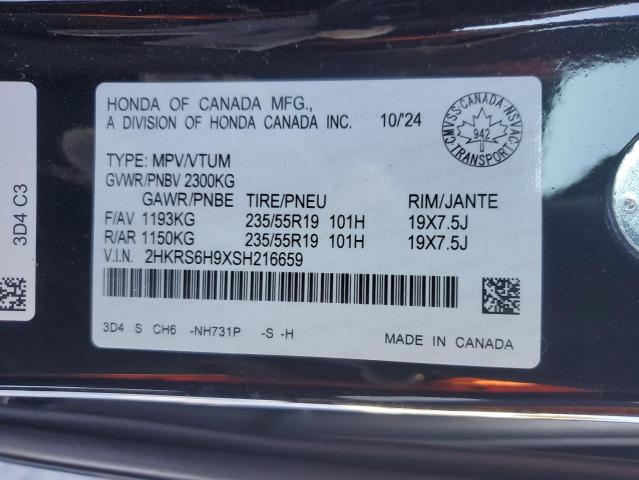 HONDA OF CANADA MFG.,
A DIVISION OF HONDA CANADA INC. 10/'24
CMVSS CANADA NSVAC
942
TRANSPORT
TYPE: MPV/VTUM
GVWR/PNBV 2300KG
GAWR/PNBE TIRE/PNEU RIM/JANTE
F/AV 1193KG 235/55R19 101H 19X7.5J
R/AR 1150KG 235/55R19 101H 19X7.5J
V.I.N. 2HKRS6H9XSH216659
3D4 S CH6 -NH731P -S -H
MADE IN CANADA
3D4 C3